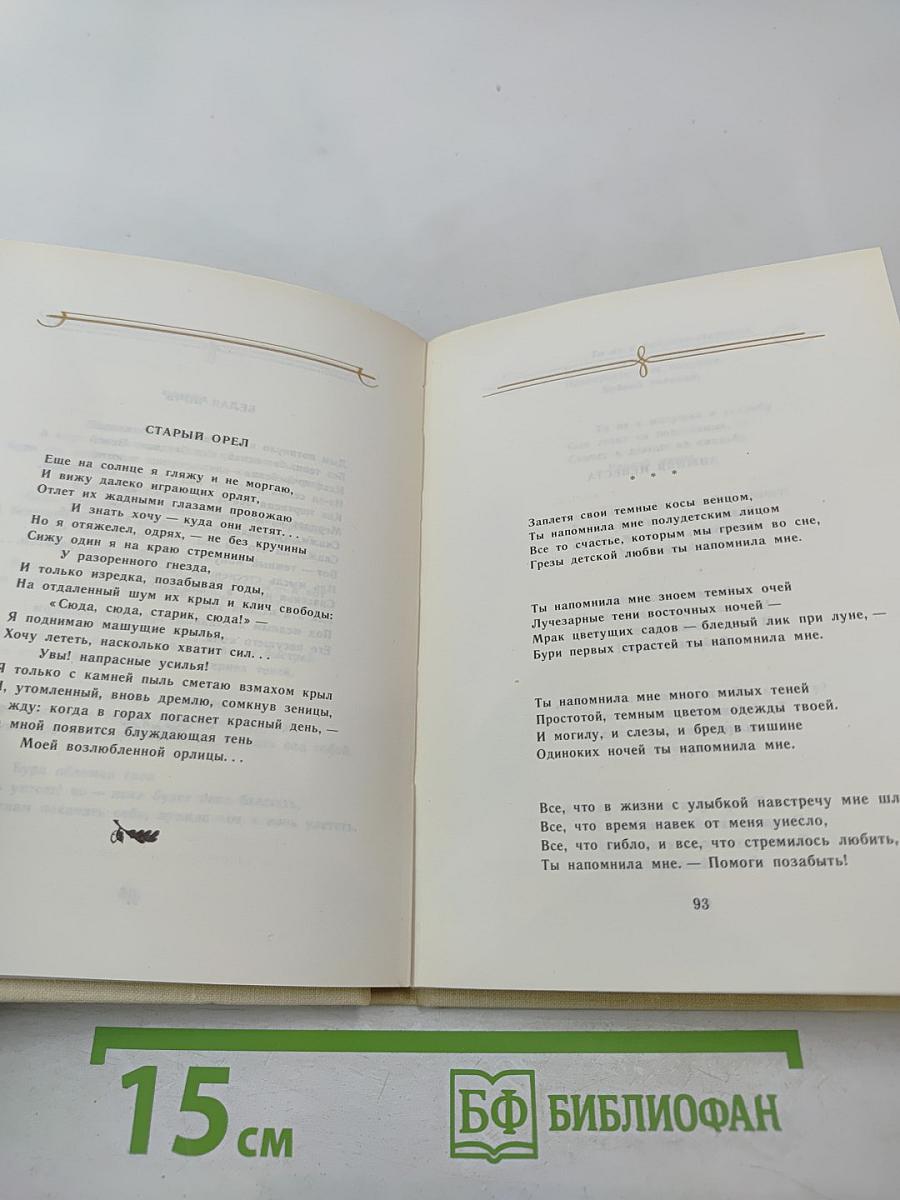 СТАРЫЙ ОРЕЛ
Еще на солнце я гляжу и не моргаю,
И вижу далеко играющих орлят,
Отлет их жадными глазами провожаю
И знать хочу — куда они летят...
Но я отяжелел, одрях, — не без кручины
Сижу один я на краю стремнины
У разоренного гнезда,
И только изредка, позабывая годы,
На отдаленный шум их крыл и клич свободы:
«Сюда, сюда, старик, сюда!» —
Я поднимаю машущие крылья,
Хочу лететь, насколько хватит сил...
Увы! напрасные усилья!
Я только с камней пыль сметаю взмахом крыл
И, утомленный, вновь дремлю, сомкнув зеницы,
жду: когда в горах погаснет красный день, —
мной появится блуждающая тень
Моей возлюбленной орлицы...
* * *
Заплетя свои темные косы венцом,
Ты напомнила мне полудетским лицом
Все то счастье, которым мы грезим во сне,
Грезы детской любви ты напомнила мне.
Ты напомнила мне зноем темных очей
Лучезарные тени восточных ночей —
Мрак цветущих садов — бледный лик при луне, —
Бури первых страстей ты напомнила мне.
Ты напомнила мне много милых теней
Простотой, темным цветом одежды твоей.
И могилу, и слезы, и бред в тишине
Одиноких ночей ты напомнила мне.
Все, что в жизни с улыбкой навстречу мне шл
Все, что время навек от меня унесло,
Все, что гибло, и все, что стремилось любить,
Ты напомнила мне. — Помоги позабыть!
93
15 см
БФ БИБЛИОФАН